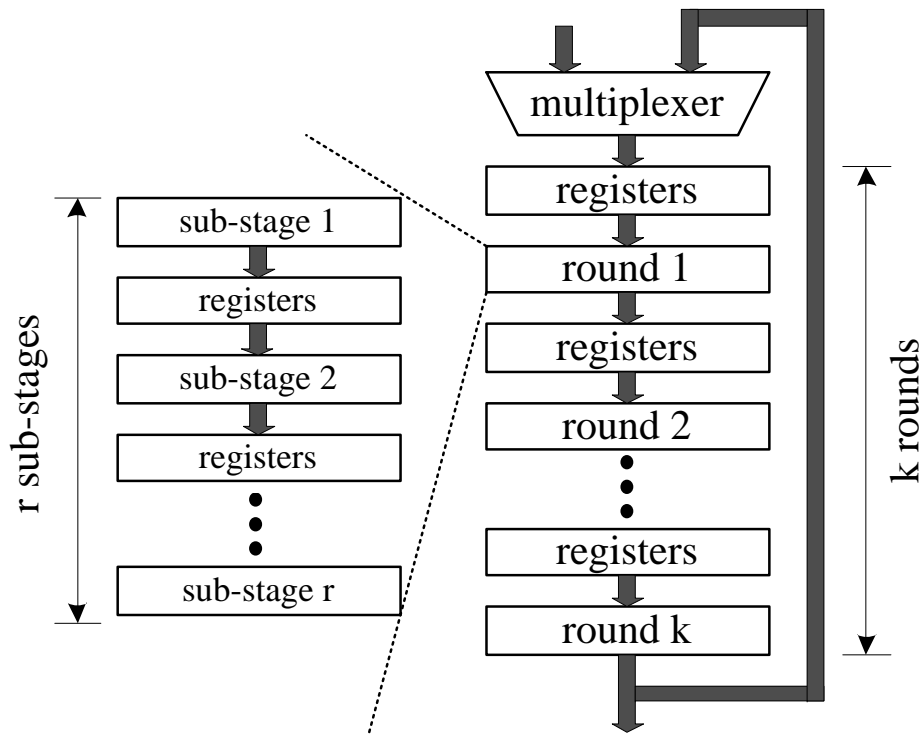 multiplexer
registers
round 1
registers
round 2
registers
round k
k rounds
sub-stage 1
registers
sub-stage 2
registers
sub-stage r
r sub-stages